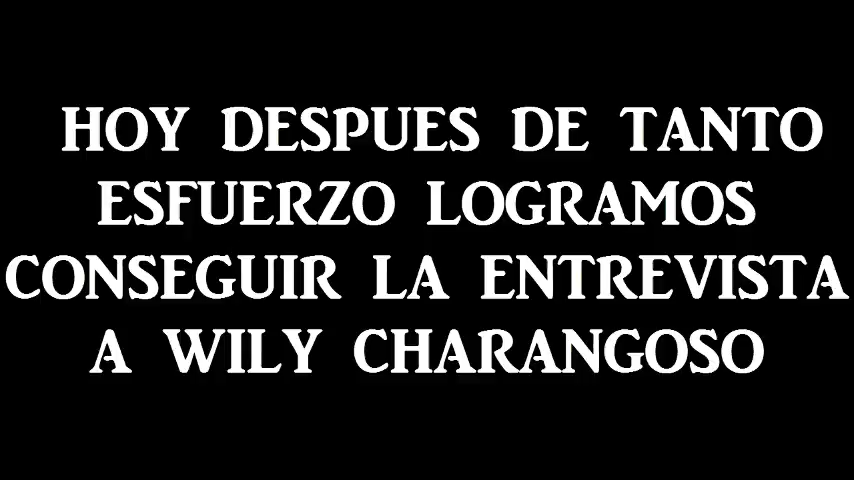 HOY DESPUES DE TANTO
ESFUERZO LOGRAMOS
CONSEGUIR LA ENTREVISTA
A WILY CHARANGOSO